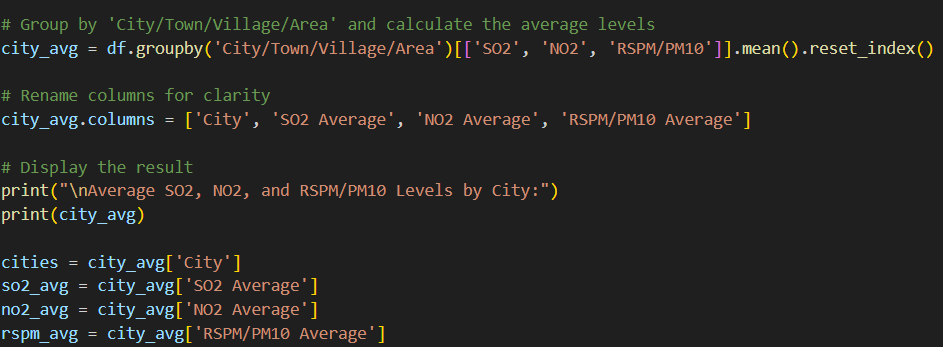 # Group by 'City/Town/Village/Area' and calculate the average levels
city_avg = df.groupby('City/Town/Village/Area')[['SO2', 'NO2', 'RSPM/PM10']].mean().reset_index()
# Rename columns for clarity
city_avg.columns = ['City', 'SO2 Average', 'NO2 Average', 'RSPM/PM10 Average']
# Display the result
print("\nAverage SO2, NO2, and RSPM/PM10 Levels by City:")
print(city_avg)
cities = city_avg['City']
so2_avg = city_avg['SO2 Average']
no2_avg = city_avg['NO2 Average']
rspm_avg = city_avg['RSPM/PM10 Average']